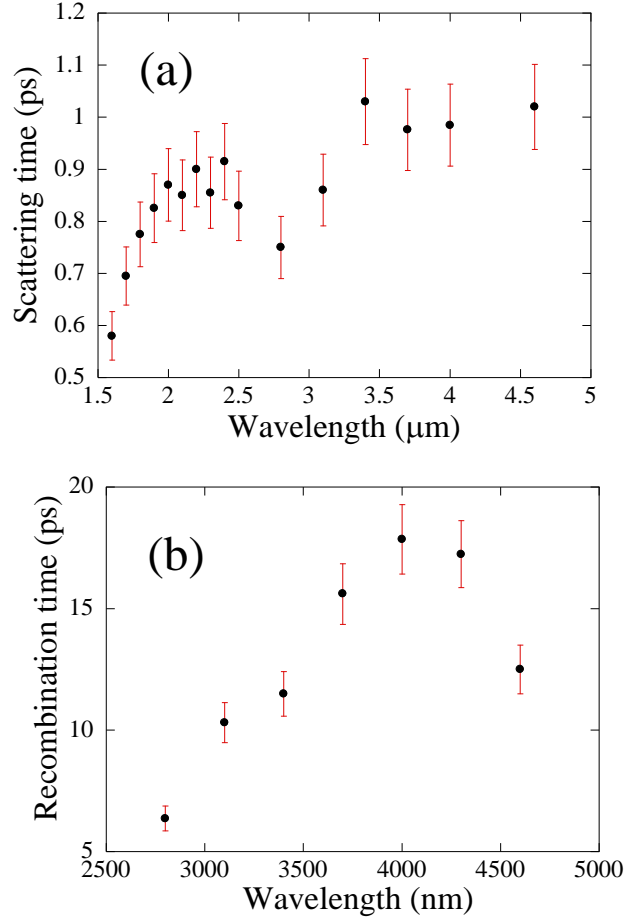 1.2
(a)
1.1
1
0.9
0.8
0.7
0.6
0.5
Scattering time (ps)
1.5 2 2.5 3 3.5 4 4.5 5
Wavelength (μm)
20
(b)
15
10
5
Recombination time (ps)
2500 3000 3500 4000 4500 5000
Wavelength (nm)